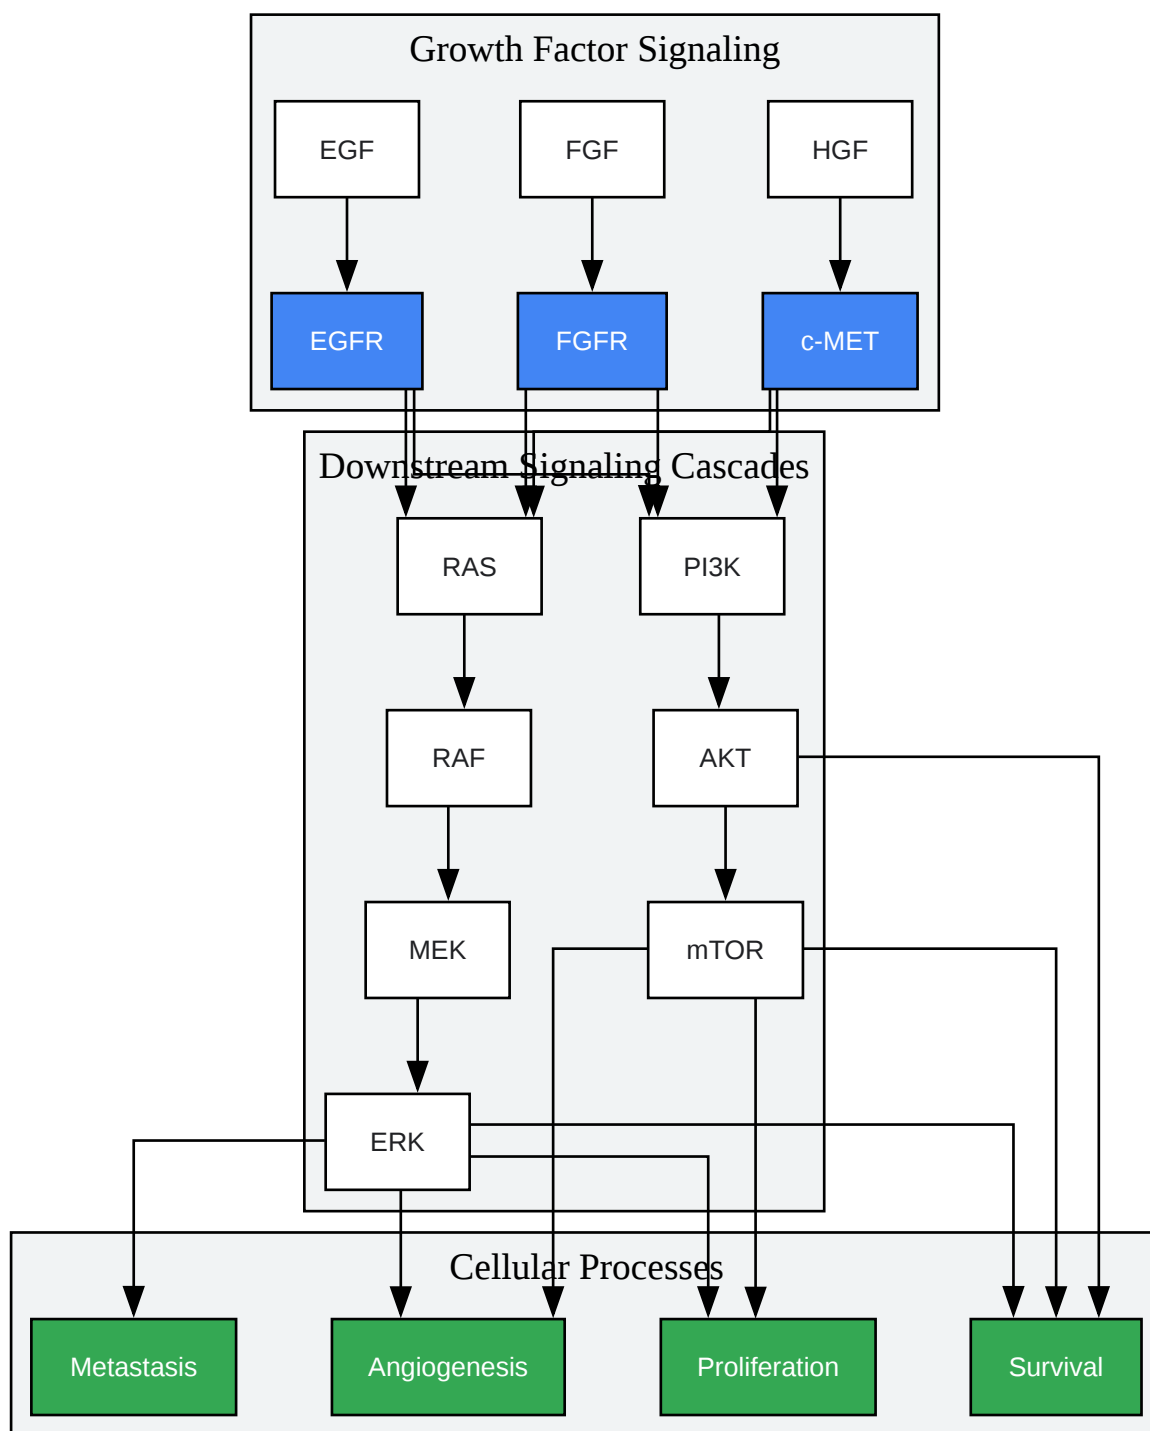 Growth Factor Signaling
EGF
FGF
HGF
EGFR
FGFR
c-MET
Downstream Signaling Cascades
RAS
PI3K
RAF
AKT
MEK
mTOR
ERK
Cellular Processes
Metastasis
Angiogenesis
Proliferation
Survival